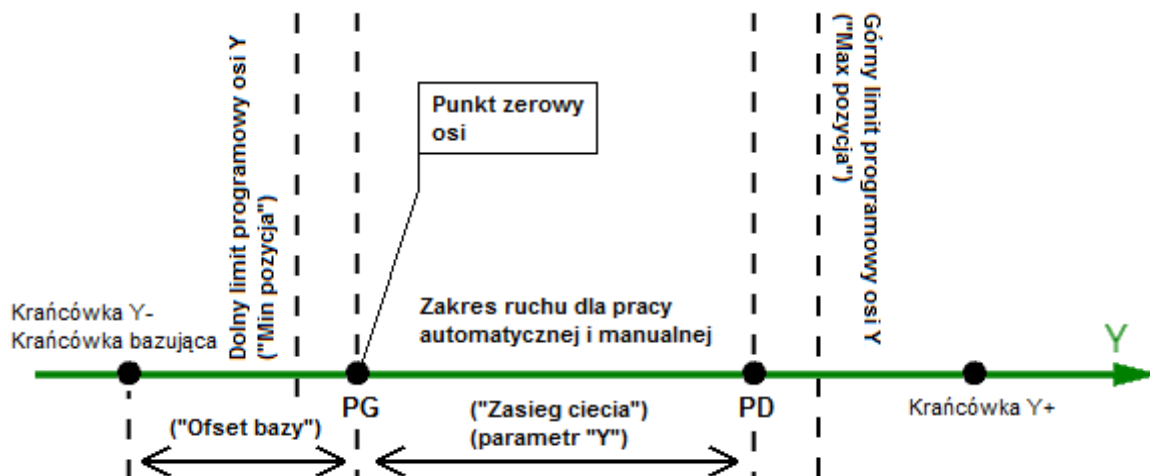 Dolny limit programowy osi Y
("Min pozycja")
Punkt zerowy
osi
Górny limit programowy osi Y
("Max pozycja")
Krańcówka Y-
Krańcówka bazująca
Zakres ruchu dla pracy
automatycznej i manualnej
Y
PG
PD
("Ofset bazy")
("Zasieg ciecia")
(parametr "Y")
Krańcówka Y+